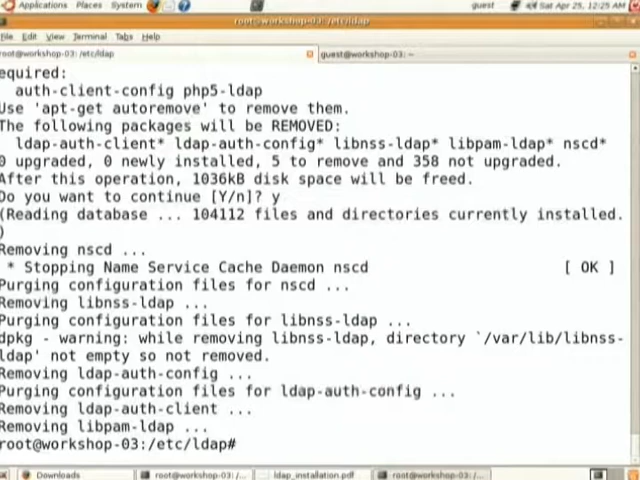 Applications Places System guest Sat Apr 25, 12:25 AM
root@workshop-03: /etc/ldap
File Edit View Terminal Tabs Help
root@workshop-03: /etc/ldap guest@workshop-03: ~
equired:
auth-client-config php5-ldap
Use 'apt-get autoremove' to remove them.
The following packages will be REMOVED:
ldap-auth-client* ldap-auth-config* libnss-ldap* libpam-ldap* nscd*
0 upgraded, 0 newly installed, 5 to remove and 358 not upgraded.
After this operation, 1036kB disk space will be freed.
Do you want to continue [Y/n]? y
(Reading database ... 104112 files and directories currently installed.
)
Removing nscd ...
* Stopping Name Service Cache Daemon nscd [ OK ]
Purging configuration files for nscd ...
Removing libnss-ldap ...
Purging configuration files for libnss-ldap ...
dpkg - warning: while removing libnss-ldap, directory `/var/lib/libnss-
ldap' not empty so not removed.
Removing ldap-auth-config ...
Purging configuration files for ldap-auth-config ...
Removing ldap-auth-client ...
Removing libpam-ldap ...
root@workshop-03:/etc/ldap#
Downloads root@workshop-03: /... ldap_installation.pdf root@workshop-03: /...